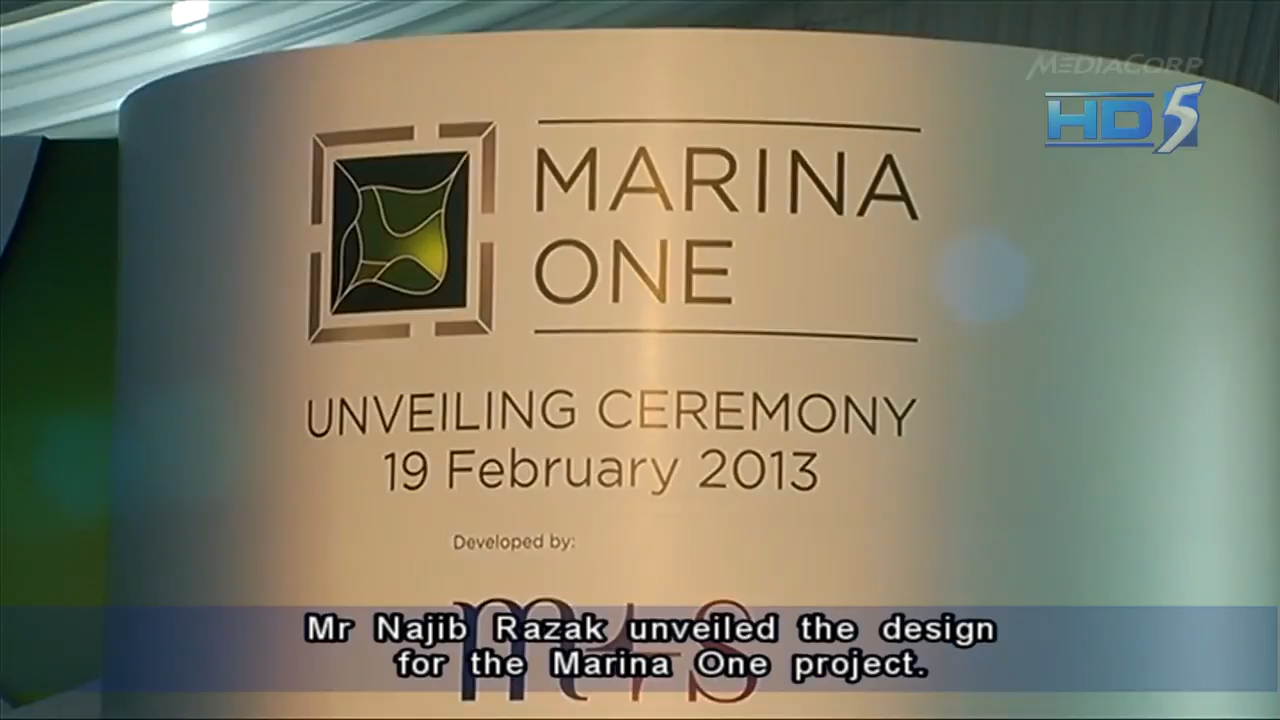 MEDIACORP
HD5
MARINA
ONE
UNVEILING CEREMONY
19 February 2013
Developed by:
m+s
Mr Najib Razak unveiled the design
for the Marina One project.